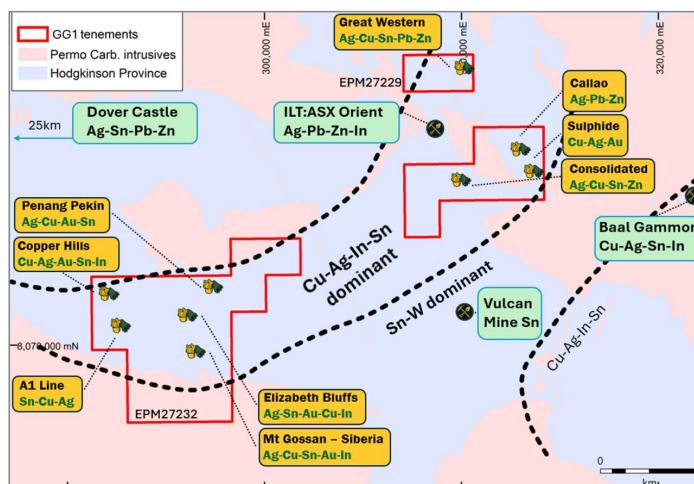 GG1 tenements
Permo Carb. intrusives
Hodgkinson Province
300,000 mE
320,000 mE
Great Western
Ag-Cu-Sn-Pb-Zn
EPM27229
25km
Dover Castle
Ag-Sn-Pb-Zn
ILT:ASX Orient
Ag-Pb-Zn-In
Callao
Ag-Pb-Zn
Sulphide
Cu-Ag-Au
Consolidated
Ag-Cu-Sn-Zn
Penang Pekin
Ag-Cu-Au-Sn
Copper Hills
Cu-Ag-Au-Sn-In
Baal Gammon
Cu-Ag-Sn-In
Cu-Ag-In-Sn
dominant
Sn-W dominant
Vulcan
Mine Sn
Cu-Ag-In-Sn
8,070,000 mN
A1 Line
Sn-Cu-Ag
EPM27232
Elizabeth Bluffs
Ag-Sn-Au-Cu-In
Mt Gossan – Siberia
Ag-Cu-Sn-Au-In
0